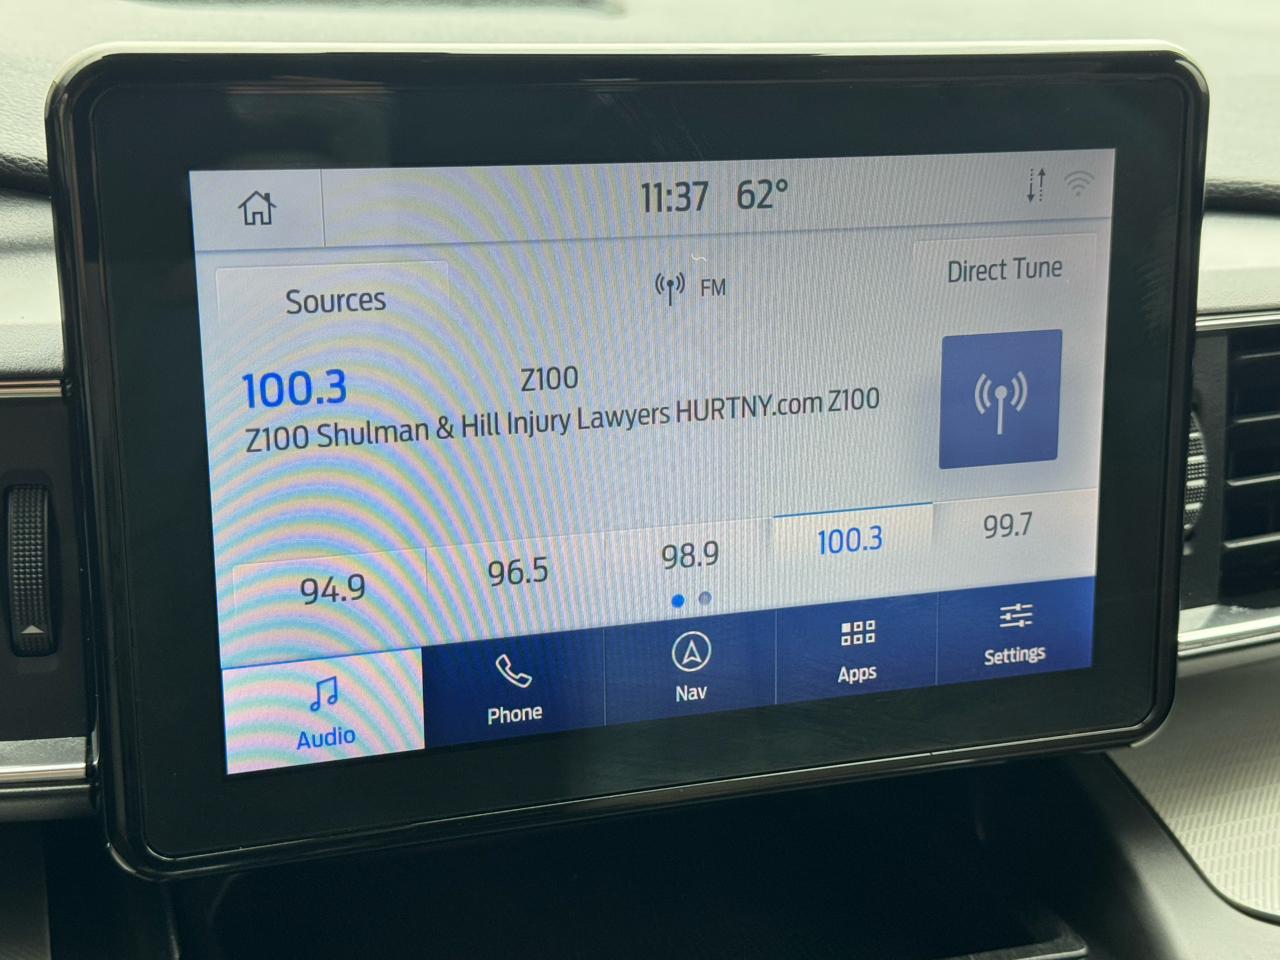 11:37 62°
Sources
FM
Direct Tune
100.3
Z100
Z100 Shulman & Hill Injury Lawyers HURTNY.com Z100
94.9
96.5
98.9
100.3
99.7
Audio
Phone
Nav
Apps
Settings